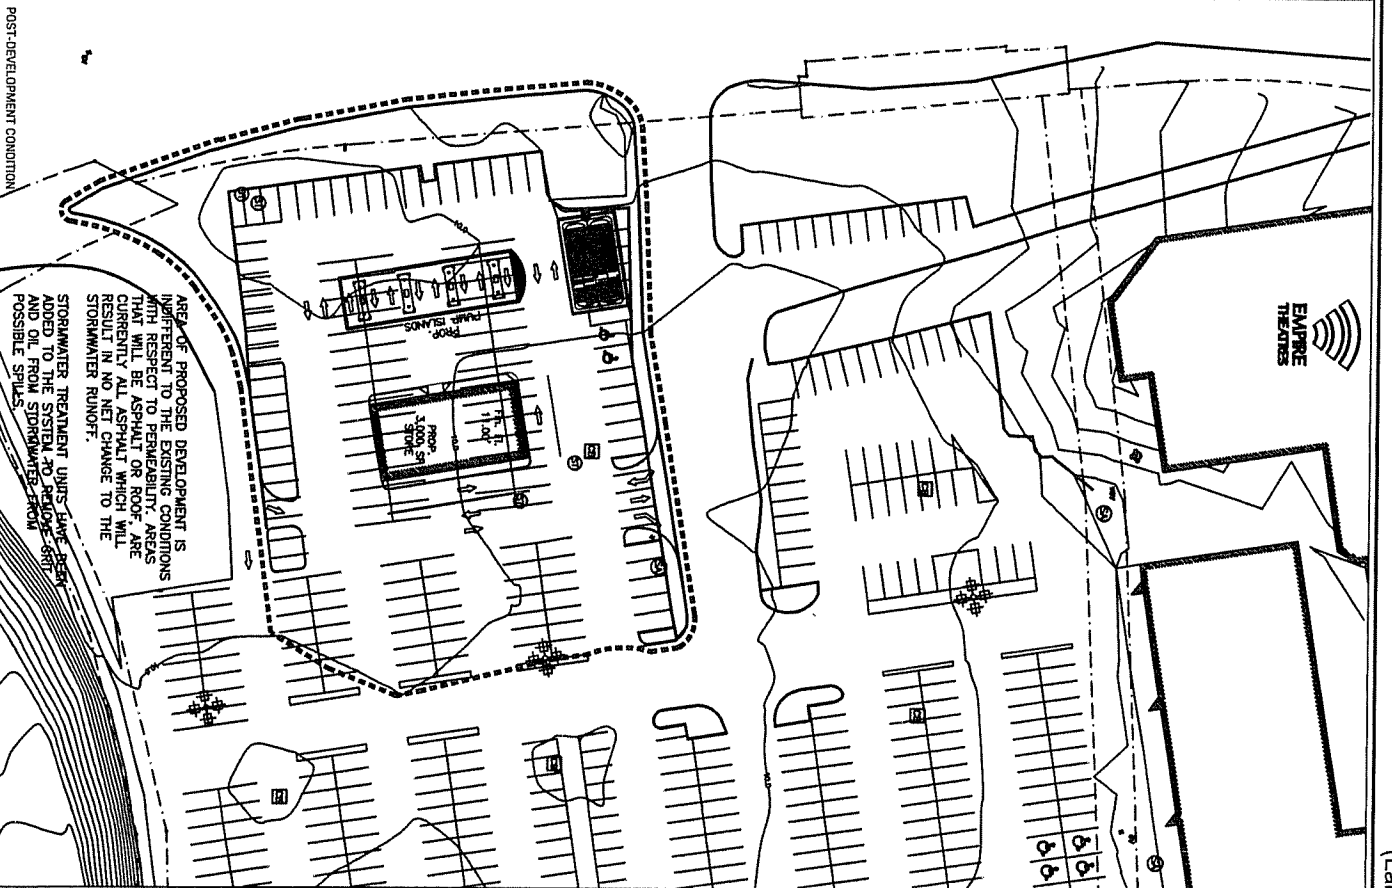 POST-DEVELOPMENT CONDITION
AREA OF PROPOSED DEVELOPMENT IS
INDIFFERENT TO THE EXISTING CONDITIONS
WITH RESPECT TO PERMEABILITY. AREAS
THAT WILL BE ASPHALT OR ROOF ARE
CURRENTLY ALL ASPHALT WHICH WILL
RESULT IN NO NET CHANGE TO THE
STORMWATER RUNOFF.
STORMWATER TREATMENT UNITS HAVE BEEN
ADDED TO THE SYSTEM TO REMOVE GRIT
AND OIL FROM STORMWATER FROM
POSSIBLE SPILLS.
PROP.
PUMP ISLANDS
PROP.
3,000 SF
STORE
EMPIRE
THEATRES